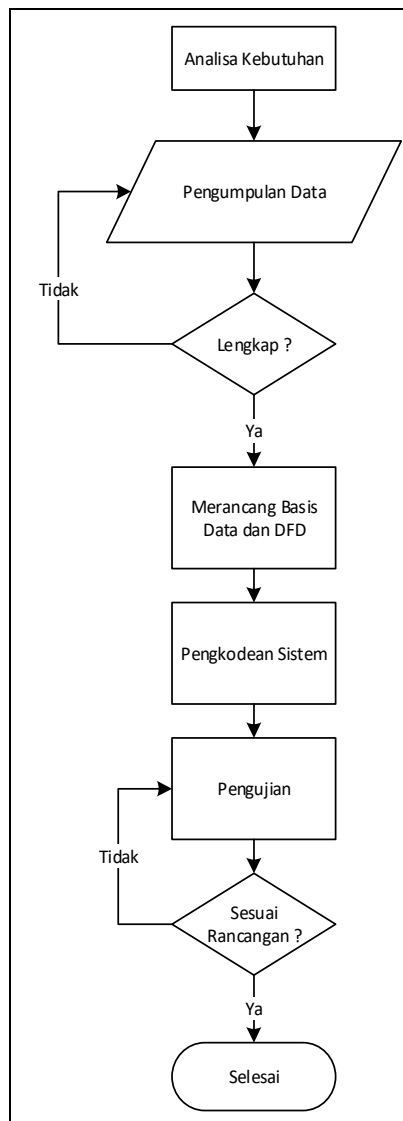 Analisa Kebutuhan
Pengumpulan Data
Tidak
Lengkap ?
Ya
Merancang Basis
Data dan DFD
Pengkodean Sistem
Pengujian
Tidak
Sesuai
Rancangan ?
Ya
Selesai